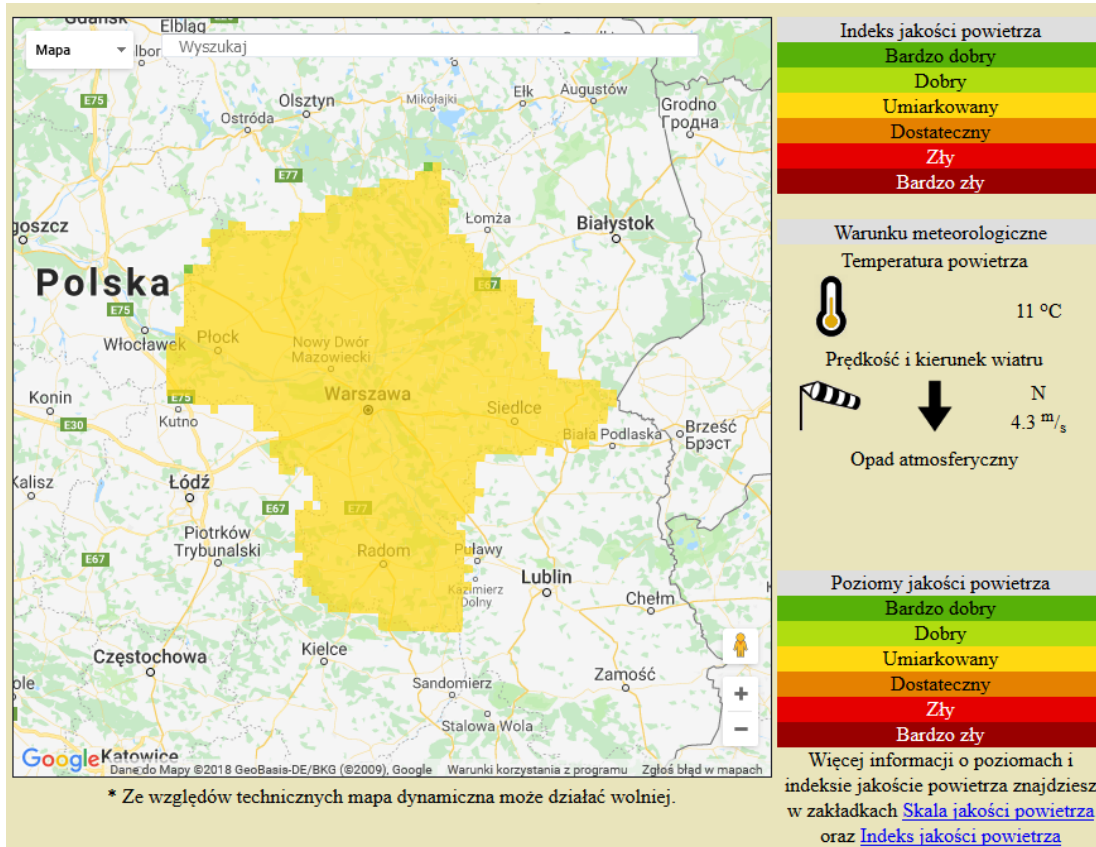 Gdańsk
Elbląg
Mapa
Wyszukaj
E75
Olsztyn
Mikołajki
Ełk
Augustów
Ostróda
Grodno
Гродна
E77
Łomża
Białystok
goszcz
Polska
E67
E75
Włocławek
Płock
Nowy Dwór
Mazowiecki
Warszawa
Konin
E75
Siedlce
E30
Kutno
Biała Podlaska
Brześć
Брэст
Kalisz
Łódź
E67
E77
Piotrków
Trybunalski
E67
Radom
Puławy
Kazimierz
Dolny
Lublin
Chełm
Częstochowa
Kielce
Sandomierz
Zamość
ole
Stalowa Wola
+
−
Google
Katowice
Dane do Mapy ©2018 GeoBasis-DE/BKG (©2009), Google
Warunki korzystania z programu
Zgłoś błąd w mapach
* Ze względów technicznych mapa dynamiczna może działać wolniej.
Indeks jakości powietrza
Bardzo dobry
Dobry
Umiarkowany
Dostateczny
Zły
Bardzo zły
Warunku meteorologiczne
Temperatura powietrza
11 °C
Prędkość i kierunek wiatru
N
4.3 m/s
Opad atmosferyczny
Poziomy jakości powietrza
Bardzo dobry
Dobry
Umiarkowany
Dostateczny
Zły
Bardzo zły
Więcej informacji o poziomach i
indeksie jakoście powietrza znajdziesz
w zakładkach Skala jakości powietrza
oraz Indeks jakości powietrza